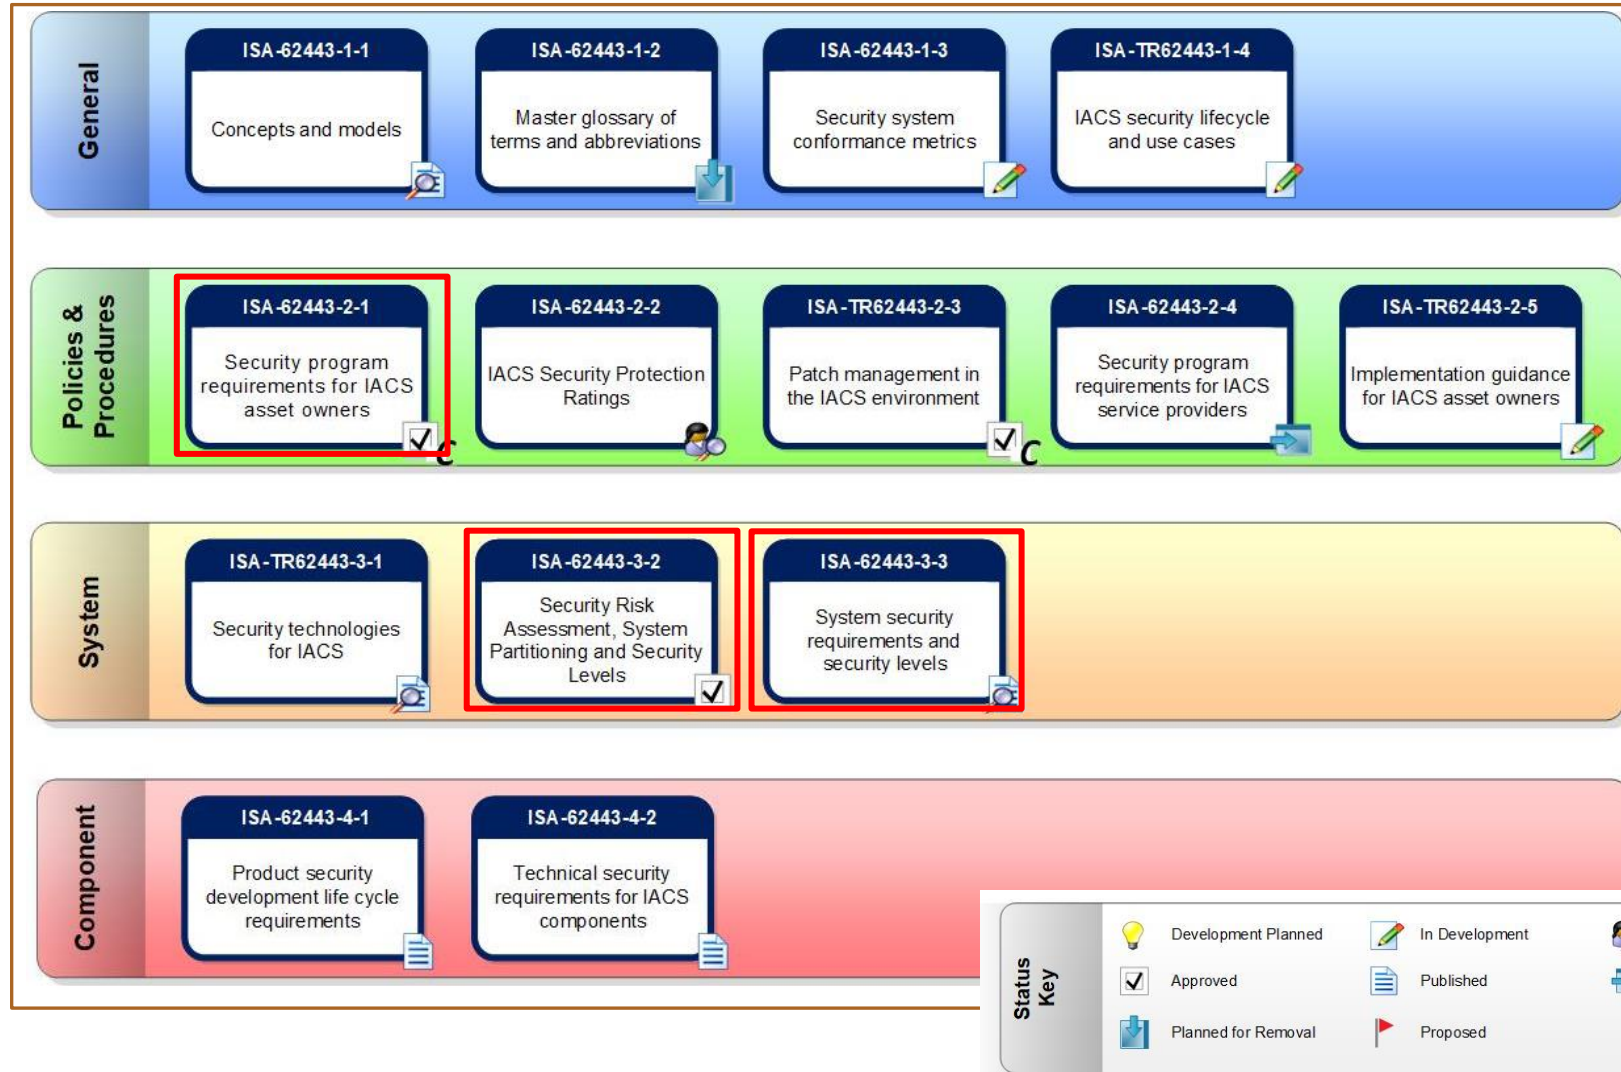 General
ISA-62443-1-1
Concepts and models
ISA-62443-1-2
Master glossary of
terms and abbreviations
ISA-62443-1-3
Security system
conformance metrics
ISA-TR62443-1-4
IACS security lifecycle
and use cases
Policies &
Procedures
ISA-62443-2-1
Security program
requirements for IACS
asset owners
C
ISA-62443-2-2
IACS Security Protection
Ratings
ISA-TR62443-2-3
Patch management in
the IACS environment
C
ISA-62443-2-4
Security program
requirements for IACS
service providers
ISA-TR62443-2-5
Implementation guidance
for IACS asset owners
System
ISA-TR62443-3-1
Security technologies
for IACS
ISA-62443-3-2
Security Risk
Assessment, System
Partitioning and Security
Levels
ISA-62443-3-3
System security
requirements and
security levels
Component
ISA-62443-4-1
Product security
development life cycle
requirements
ISA-62443-4-2
Technical security
requirements for IACS
components
Status
Key
Development Planned
In Development
Approved
Published
Planned for Removal
Proposed